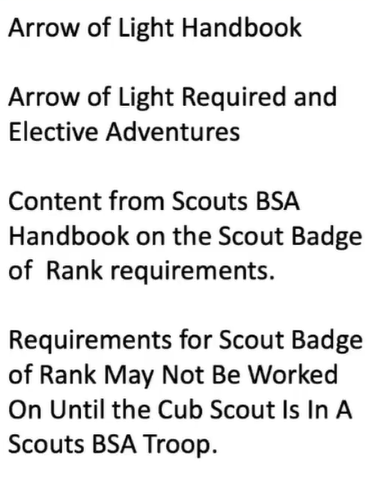 Arrow of Light Handbook
Arrow of Light Required and
Elective Adventures
Content from Scouts BSA
Handbook on the Scout Badge
of  Rank requirements.
Requirements for Scout Badge
of Rank May Not Be Worked
On Until the Cub Scout Is In A
Scouts BSA Troop.